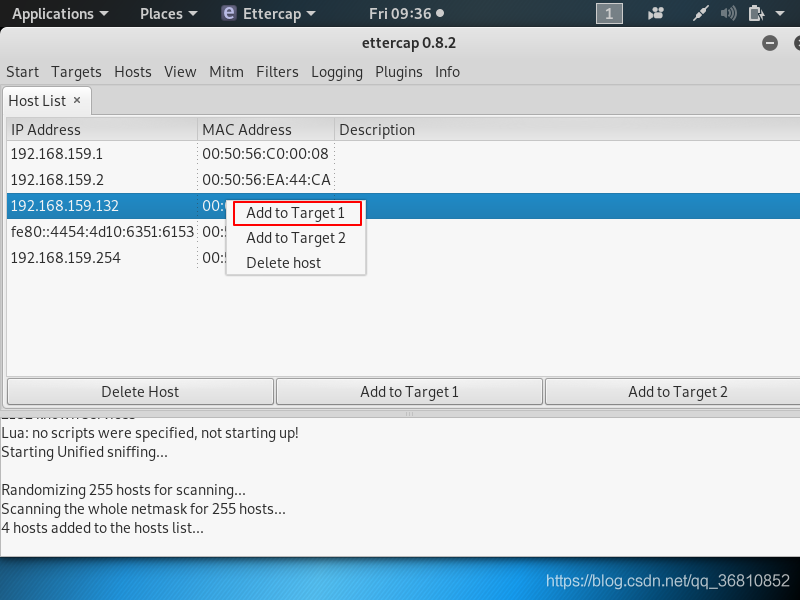 Applications Places Ettercap Fri 09:36 1
ettercap 0.8.2
Start Targets Hosts View Mitm Filters Logging Plugins Info
Host List ×
IP Address MAC Address Description
192.168.159.1 00:50:56:C0:00:08
192.168.159.2 00:50:56:EA:44:CA
192.168.159.132 00:
Add to Target 1
fe80::4454:4d10:6351:6153 00:
Add to Target 2
192.168.159.254 00:
Delete host
Delete Host Add to Target 1 Add to Target 2
Lua: no scripts were specified, not starting up!
Starting Unified sniffing...
Randomizing 255 hosts for scanning...
Scanning the whole netmask for 255 hosts...
4 hosts added to the hosts list...
https://blog.csdn.net/qq_36810852